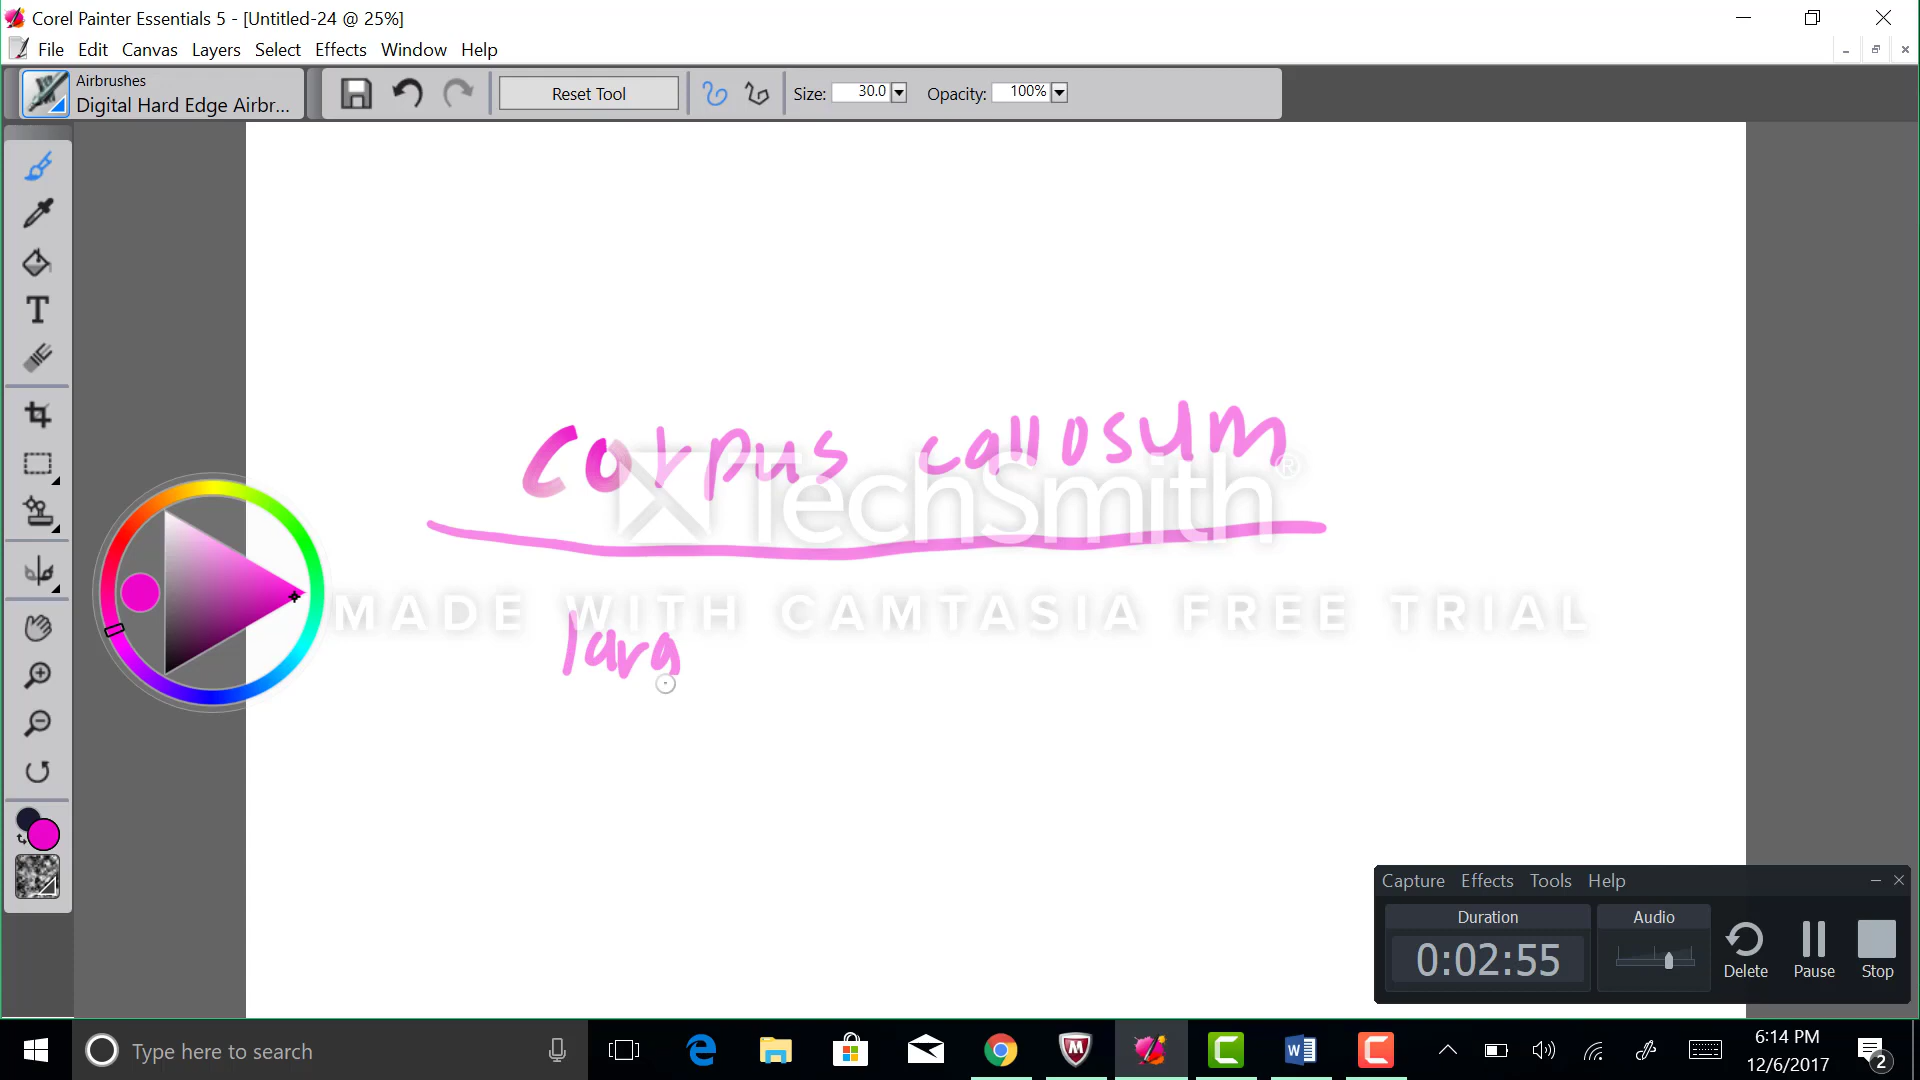 Corel Painter Essentials 5 - [Untitled-24 @ 25%]
File Edit Canvas Layers Select Effects Window Help
Airbrushes
Digital Hard Edge Airbr...
Reset Tool
Size: 30.0
Opacity: 100%
corpus callosum
TechSmith®
MADE WITH CAMTASIA FREE TRIAL
larg
Capture Effects Tools Help
Duration
Audio
0:02:55
Delete
Pause
Stop
Type here to search
6:14 PM
12/6/2017
2